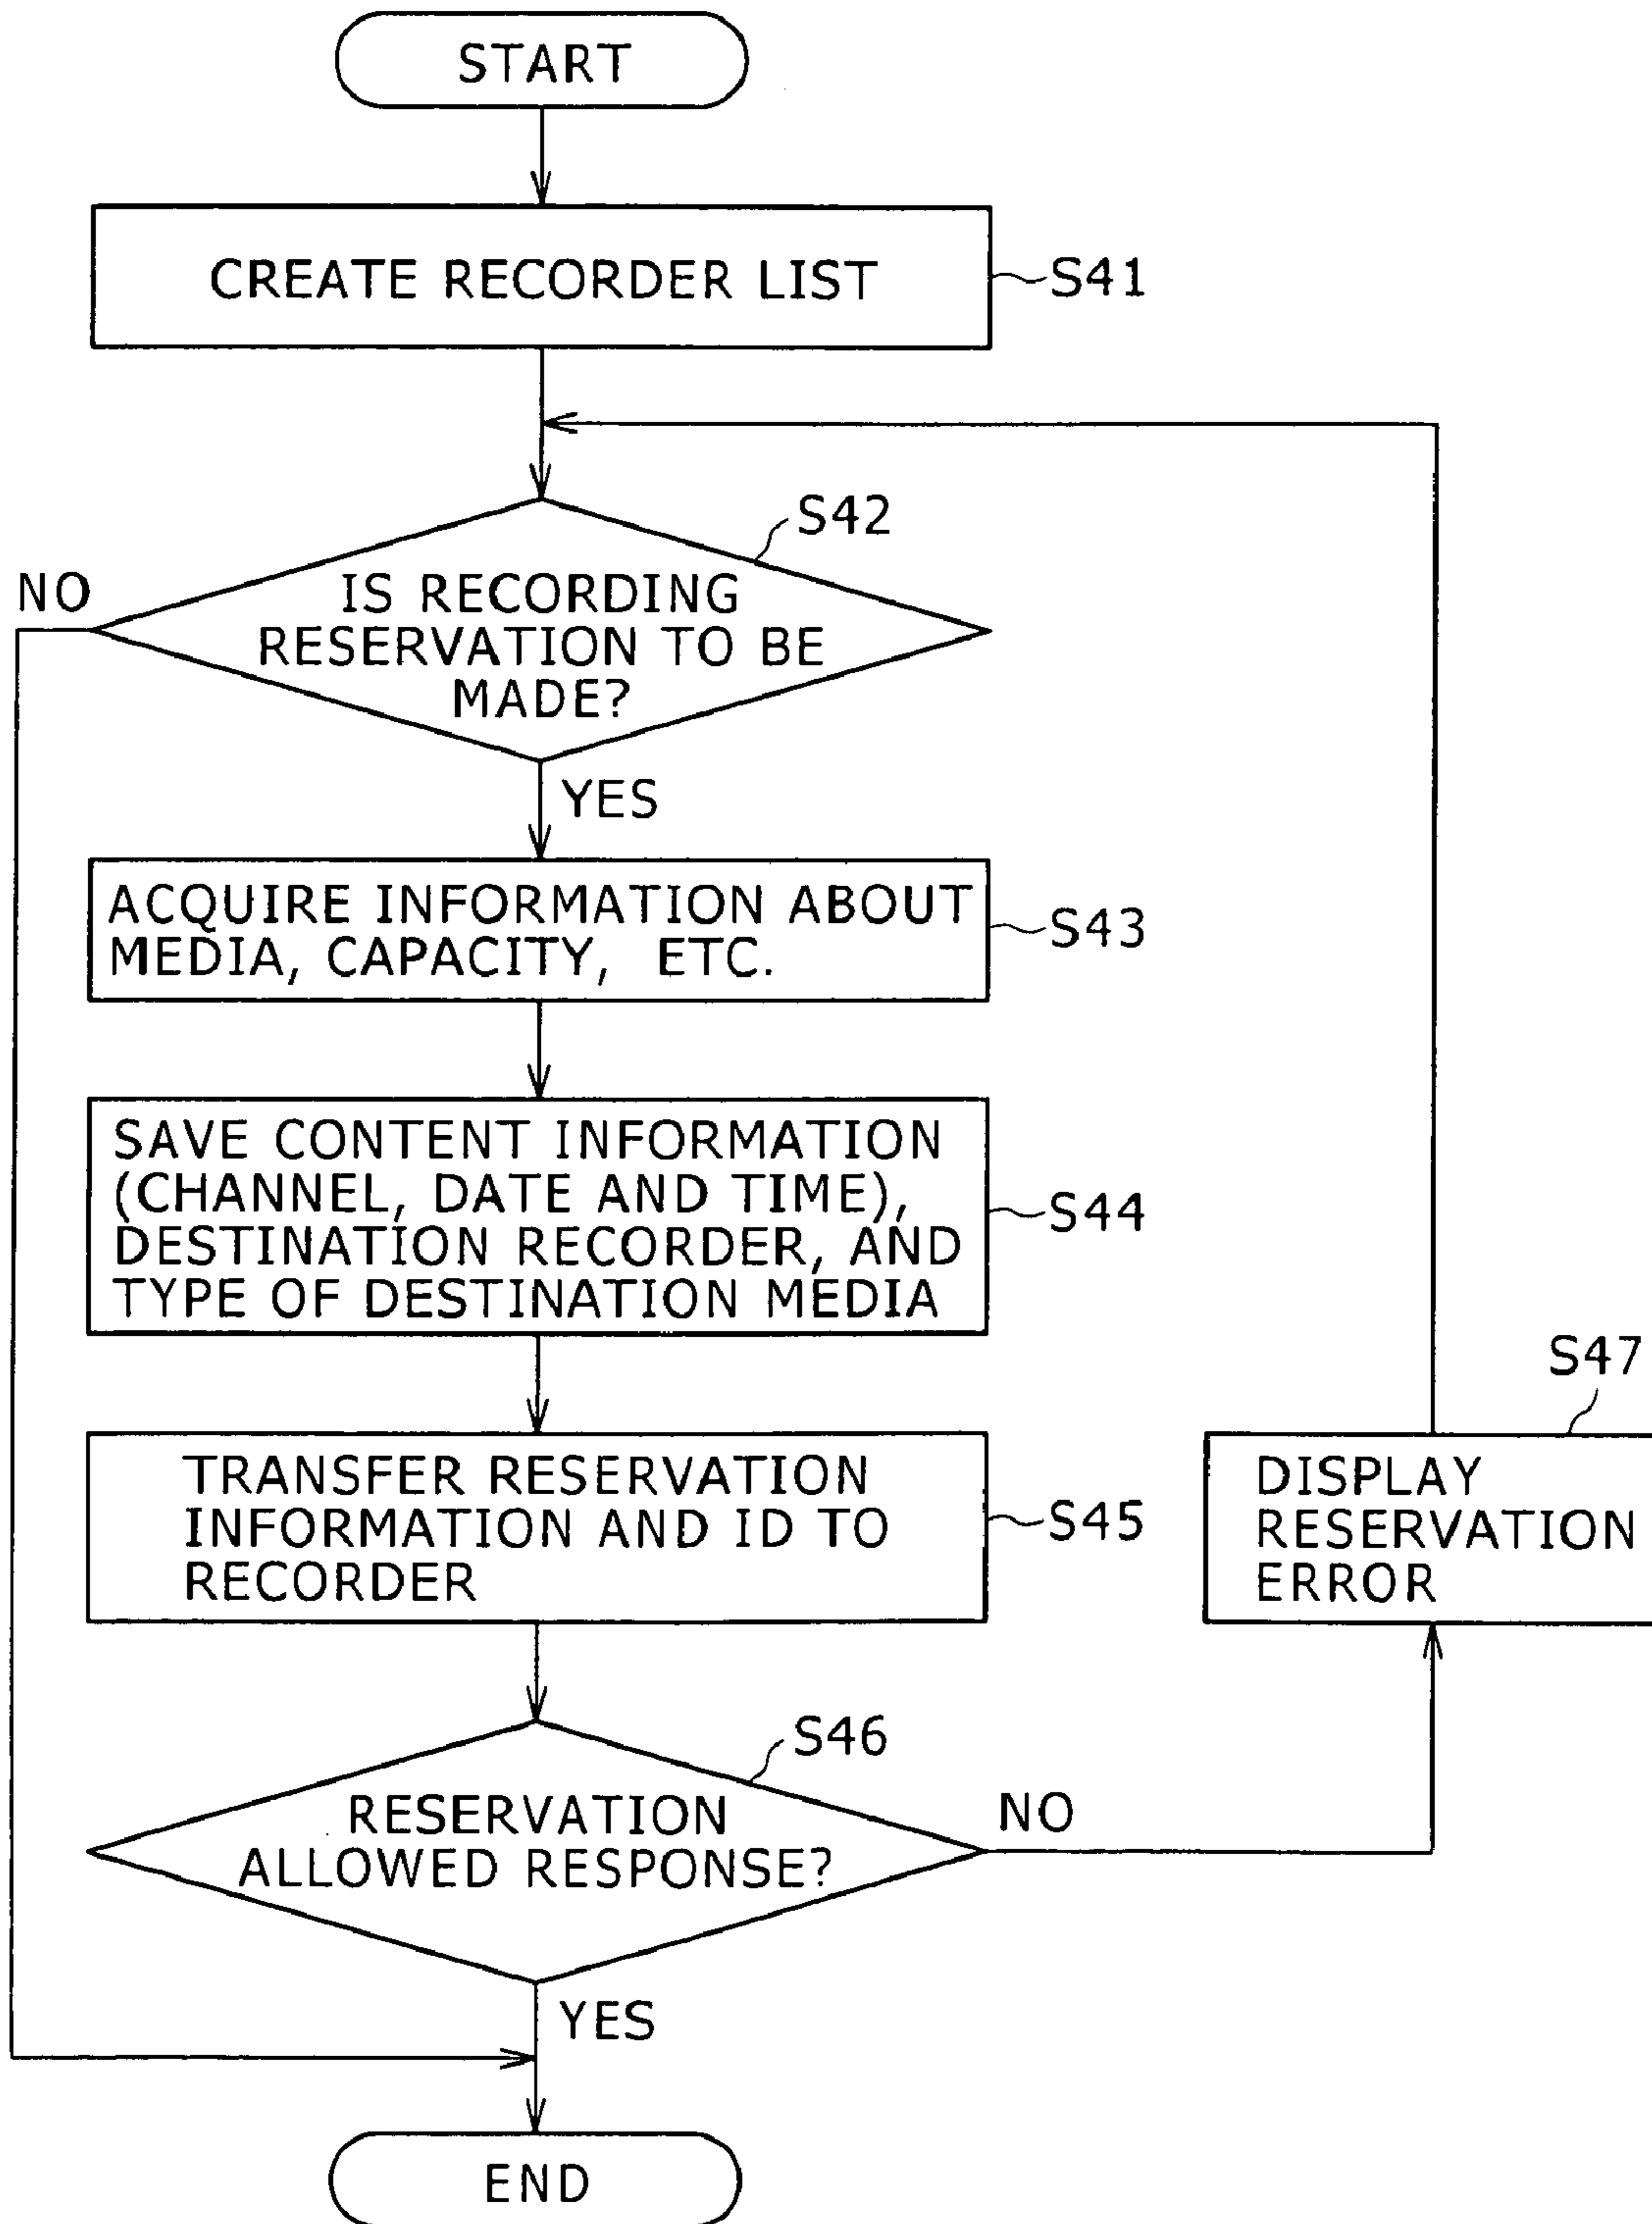 START
CREATE RECORDER LIST
S41
S42
NO
IS RECORDING
RESERVATION TO BE
MADE?
YES
ACQUIRE INFORMATION ABOUT
MEDIA, CAPACITY, ETC.
S43
SAVE CONTENT INFORMATION
(CHANNEL, DATE AND TIME),
DESTINATION RECORDER, AND
TYPE OF DESTINATION MEDIA
S44
TRANSFER RESERVATION
INFORMATION AND ID TO
RECORDER
S45
S47
DISPLAY
RESERVATION
ERROR
S46
RESERVATION
ALLOWED RESPONSE?
NO
YES
END